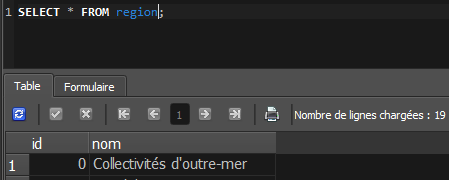 1 SELECT * FROM region;
Table Formulaire
1 Nombre de lignes chargées : 19
id nom
1 0 Collectivités d'outre-mer